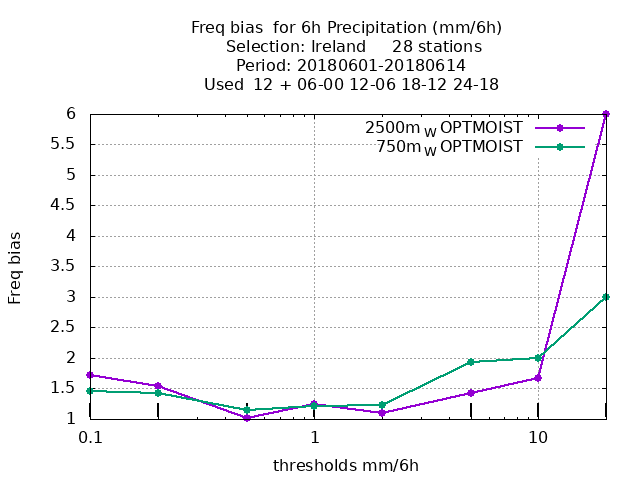 Freq bias  for 6h Precipitation (mm/6h)
Selection: Ireland     28 stations
Period: 20180601-20180614
Used  12 + 06-00 12-06 18-12 24-18
2500m W OPTMOIST
750m W OPTMOIST
6
5.5
5
4.5
4
3.5
3
2.5
2
1.5
1
Freq bias
0.1
1
10
thresholds mm/6h